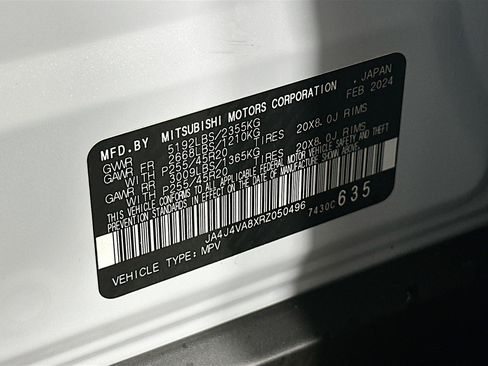 MFD.BY MITSUBISHI MOTORS CORPORATION . JAPAN
FEB 2024
GVWR 5192LBS/2355KG
GAWR FR 2668LBS/1210KG
WITH P255/45R20 TIRES 20X8.0J RIMS
GAWR RR 3009LBS/1365KG
WITH P255/45R20 TIRES 20X8.0J RIMS
THIS VEHICLE CONFORMS TO ALL APPLICABLE FEDERAL MOTOR VEHICLE SAFETY AND THEFT
PREVENTION STANDARDS IN EFFECT ON THE DATE OF MANUFACTURE SHOWN ABOVE.
JA4J4VA8XRZ050496 7430C 635
VEHICLE TYPE: MPV